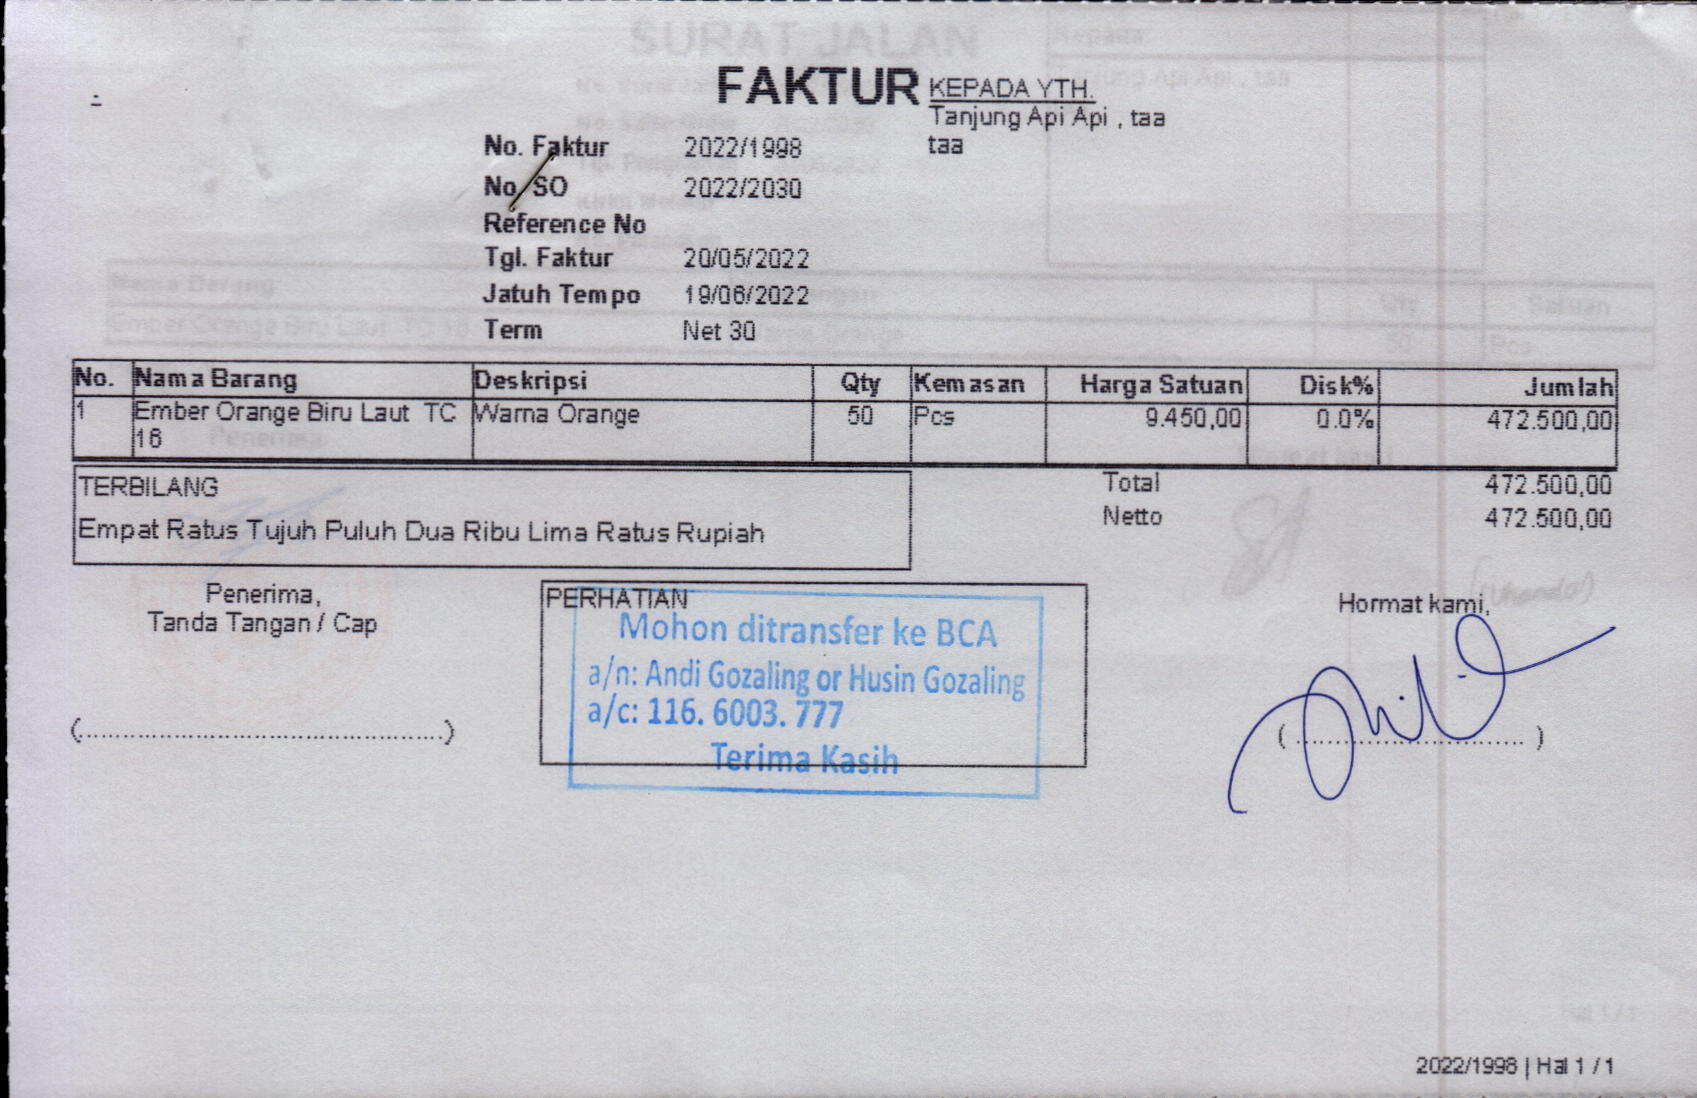 SURAT JALAN
FAKTUR
KEPADA YTH.
Tanjung Api Api , taa
taa
No. Faktur 2022/1998
No. SO 2022/2030
Reference No
Tgl. Faktur 20/05/2022
Jatuh Tempo 19/06/2022
Term Net 30
No. Nama Barang Deskripsi Qty Kemasan Harga Satuan Disk% Jumlah
1 Ember Orange Biru Laut TC Warna Orange 50 Pcs 9.450,00 0.0% 472.500,00
16
TERBILANG
Empat Ratus Tujuh Puluh Dua Ribu Lima Ratus Rupiah
Total 472.500,00
Netto 472.500,00
Penerima,
Tanda Tangan / Cap
(..........................................)
PERHATIAN
Mohon ditransfer ke BCA
a/n: Andi Gozaling or Husin Gozaling
a/c: 116. 6003. 777
Terima Kasih
Hormat kami,
( .............................. )
2022/1998 | Hal 1 / 1